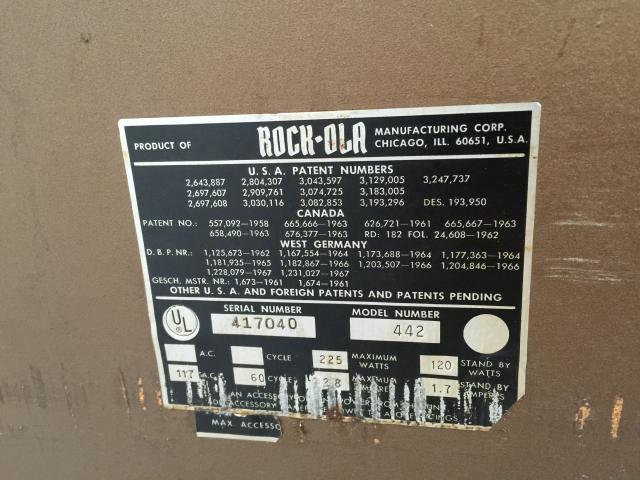 PRODUCT OF ROCK-OLA MANUFACTURING CORP. CHICAGO, ILL. 60651, U.S.A.
U.S.A. PATENT NUMBERS
2,643,887 2,804,307 3,043,597 3,129,005 3,247,737
2,697,607 2,909,761 3,074,725 3,183,005
2,697,608 3,030,116 3,082,853 3,193,296 DES. 193,950
CANADA
PATENT NO.: 557,092—1958 665,666—1963 626,721—1961 665,667—1963
658,490—1963 676,377—1963 RD: 182 FOL. 24,608—1962
WEST GERMANY
D.B.P. NR.: 1,125,673—1962 1,167,554—1964 1,173,688—1964 1,177,363—1964
1,181,935—1965 1,182,867—1966 1,203,507—1966 1,204,846—1966
1,228,079—1967 1,231,027—1967
GESCH. MSTR. NR.: 1,673—1961 1,674—1961
OTHER U.S.A. AND FOREIGN PATENTS AND PATENTS PENDING
UL ® SERIAL NUMBER MODEL NUMBER
417040 442
A.C. CYCLE 225 MAXIMUM WATTS 120 STAND BY WATTS
117 A.C. 60 CYCLE 2.8 1.7 STAND BY AMPERES
AN
ACCESSORY
MAX. ACCESSO